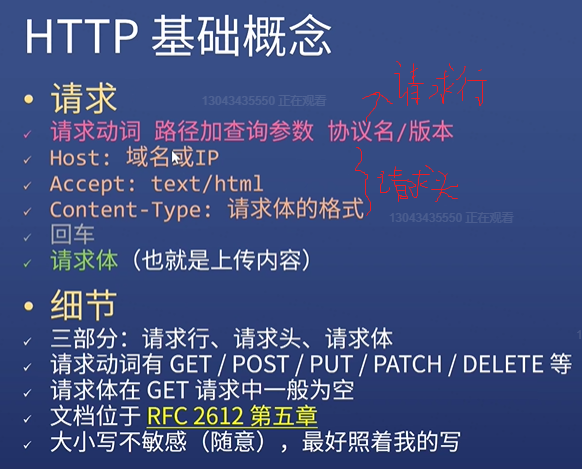 HTTP 基础概念
• 请求
请求行
✓ 请求动词 路径加查询参数 协议名/版本
✓ Host: 域名或IP
✓ Accept: text/html
✓ Content-Type: 请求体的格式
请求头
✓ 回车
✓ 请求体（也就是上传内容）
• 细节
✓ 三部分：请求行、请求头、请求体
✓ 请求动词有 GET / POST / PUT / PATCH / DELETE 等
✓ 请求体在 GET 请求中一般为空
✓ 文档位于 RFC 2612 第五章
✓ 大小写不敏感（随意），最好照着我的写
13043435550 正在观看
13043435550 正在观看